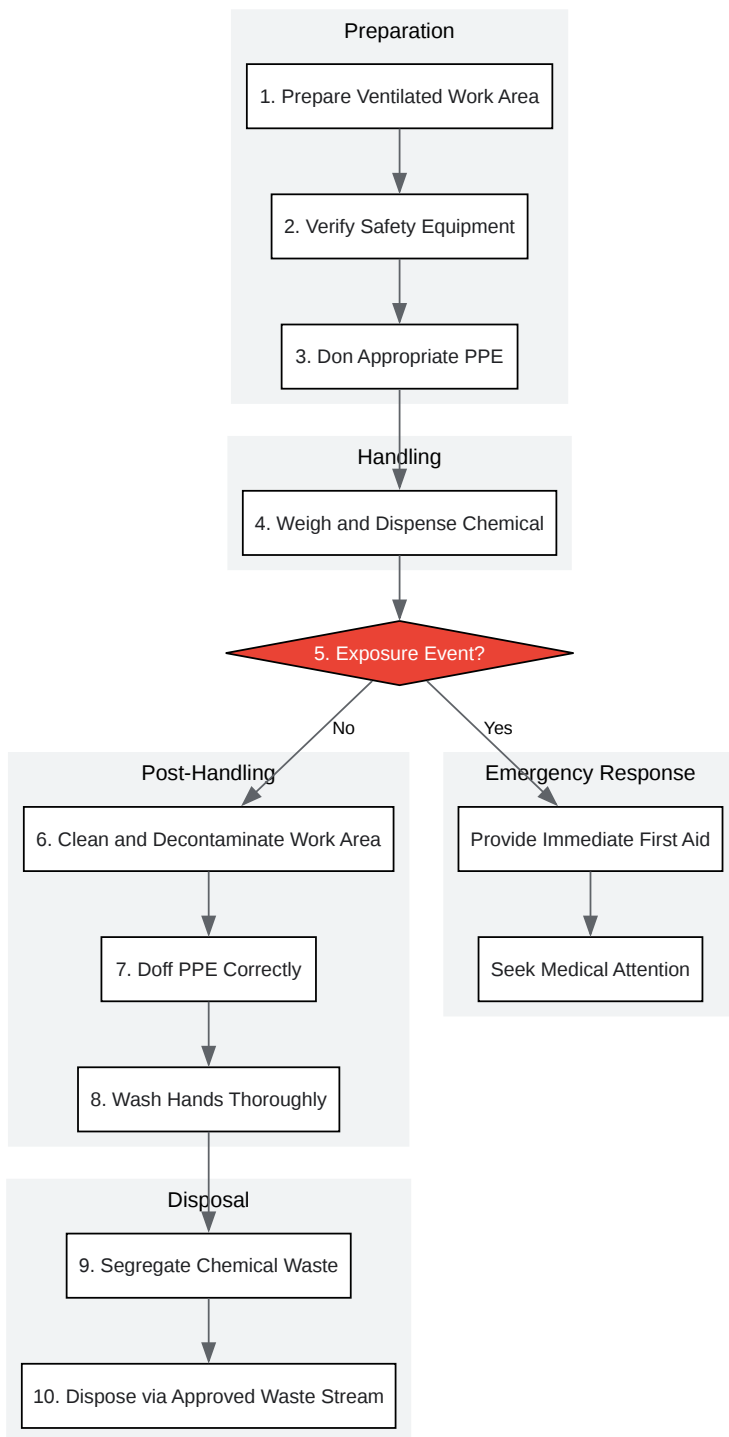 Preparation
1. Prepare Ventilated Work Area
2. Verify Safety Equipment
3. Don Appropriate PPE
Handling
4. Weigh and Dispense Chemical
5. Exposure Event?
No
Yes
Post-Handling
6. Clean and Decontaminate Work Area
7. Doff PPE Correctly
8. Wash Hands Thoroughly
Emergency Response
Provide Immediate First Aid
Seek Medical Attention
Disposal
9. Segregate Chemical Waste
10. Dispose via Approved Waste Stream